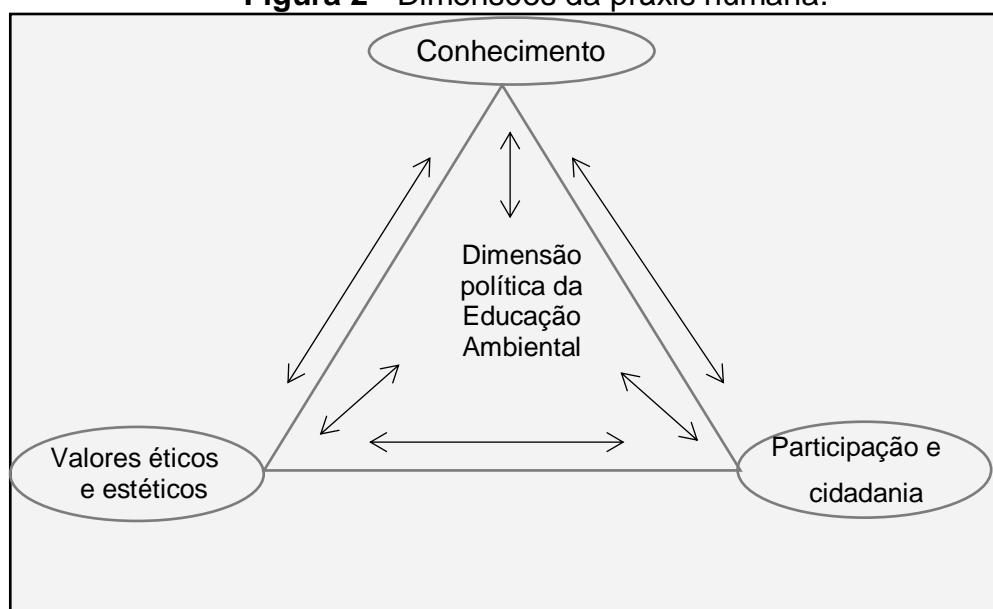 Figura 2 - Dimensões da práxis humana.
Conhecimento
Dimensão
política da
Educação
Ambiental
Valores éticos
e estéticos
Participação e
cidadania